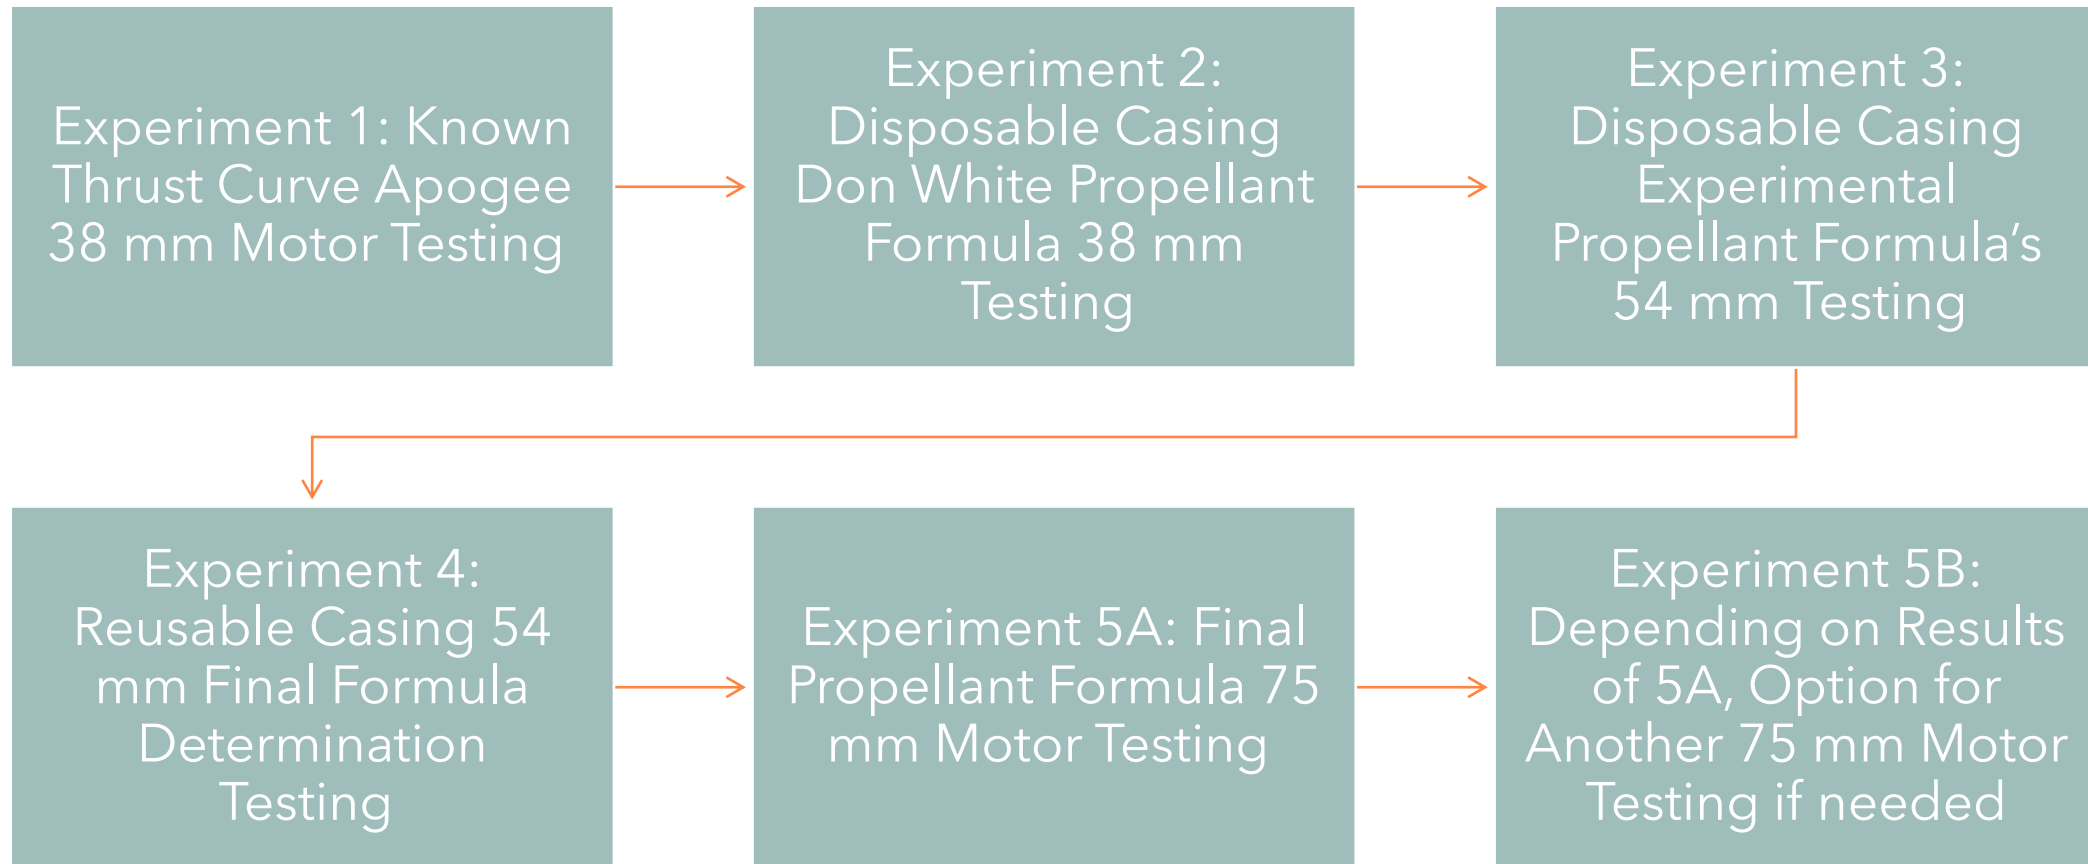 Experiment 1: Known
Thrust Curve Apogee
38 mm Motor Testing
Experiment 2:
Disposable Casing
Don White Propellant
Formula 38 mm
Testing
Experiment 3:
Disposable Casing
Experimental
Propellant Formula’s
54 mm Testing
Experiment 4:
Reusable Casing 54
mm Final Formula
Determination
Testing
Experiment 5A: Final
Propellant Formula 75
mm Motor Testing
Experiment 5B:
Depending on Results
of 5A, Option for
Another 75 mm Motor
Testing if needed